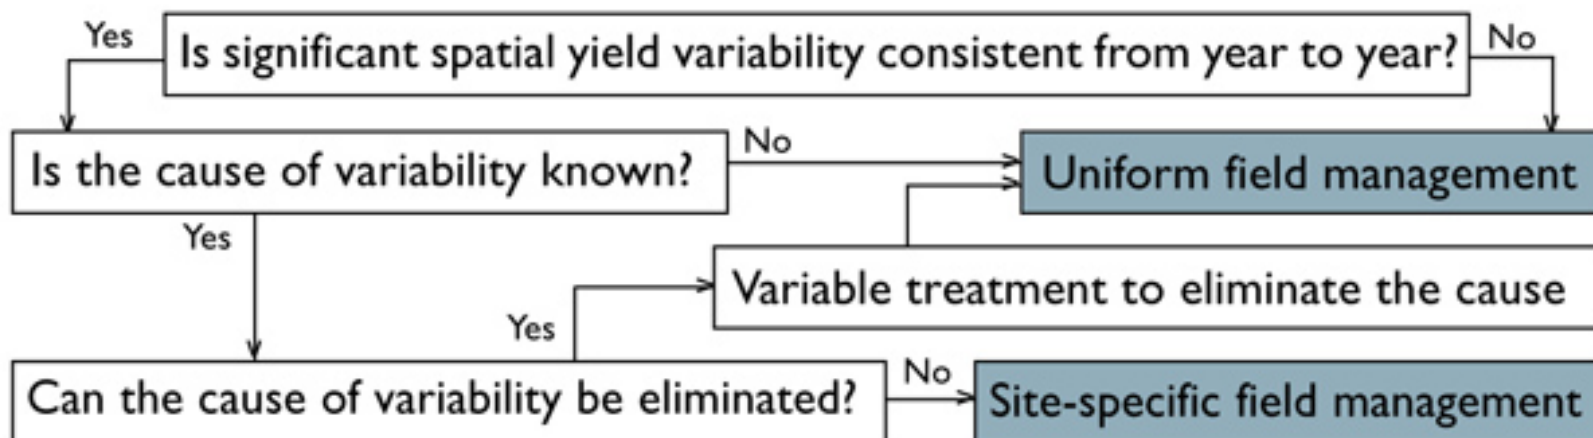 Yes
Is significant spatial yield variability consistent from year to year?
No
Is the cause of variability known?
No
Uniform field management
Yes
Variable treatment to eliminate the cause
Yes
Can the cause of variability be eliminated?
No
Site-specific field management